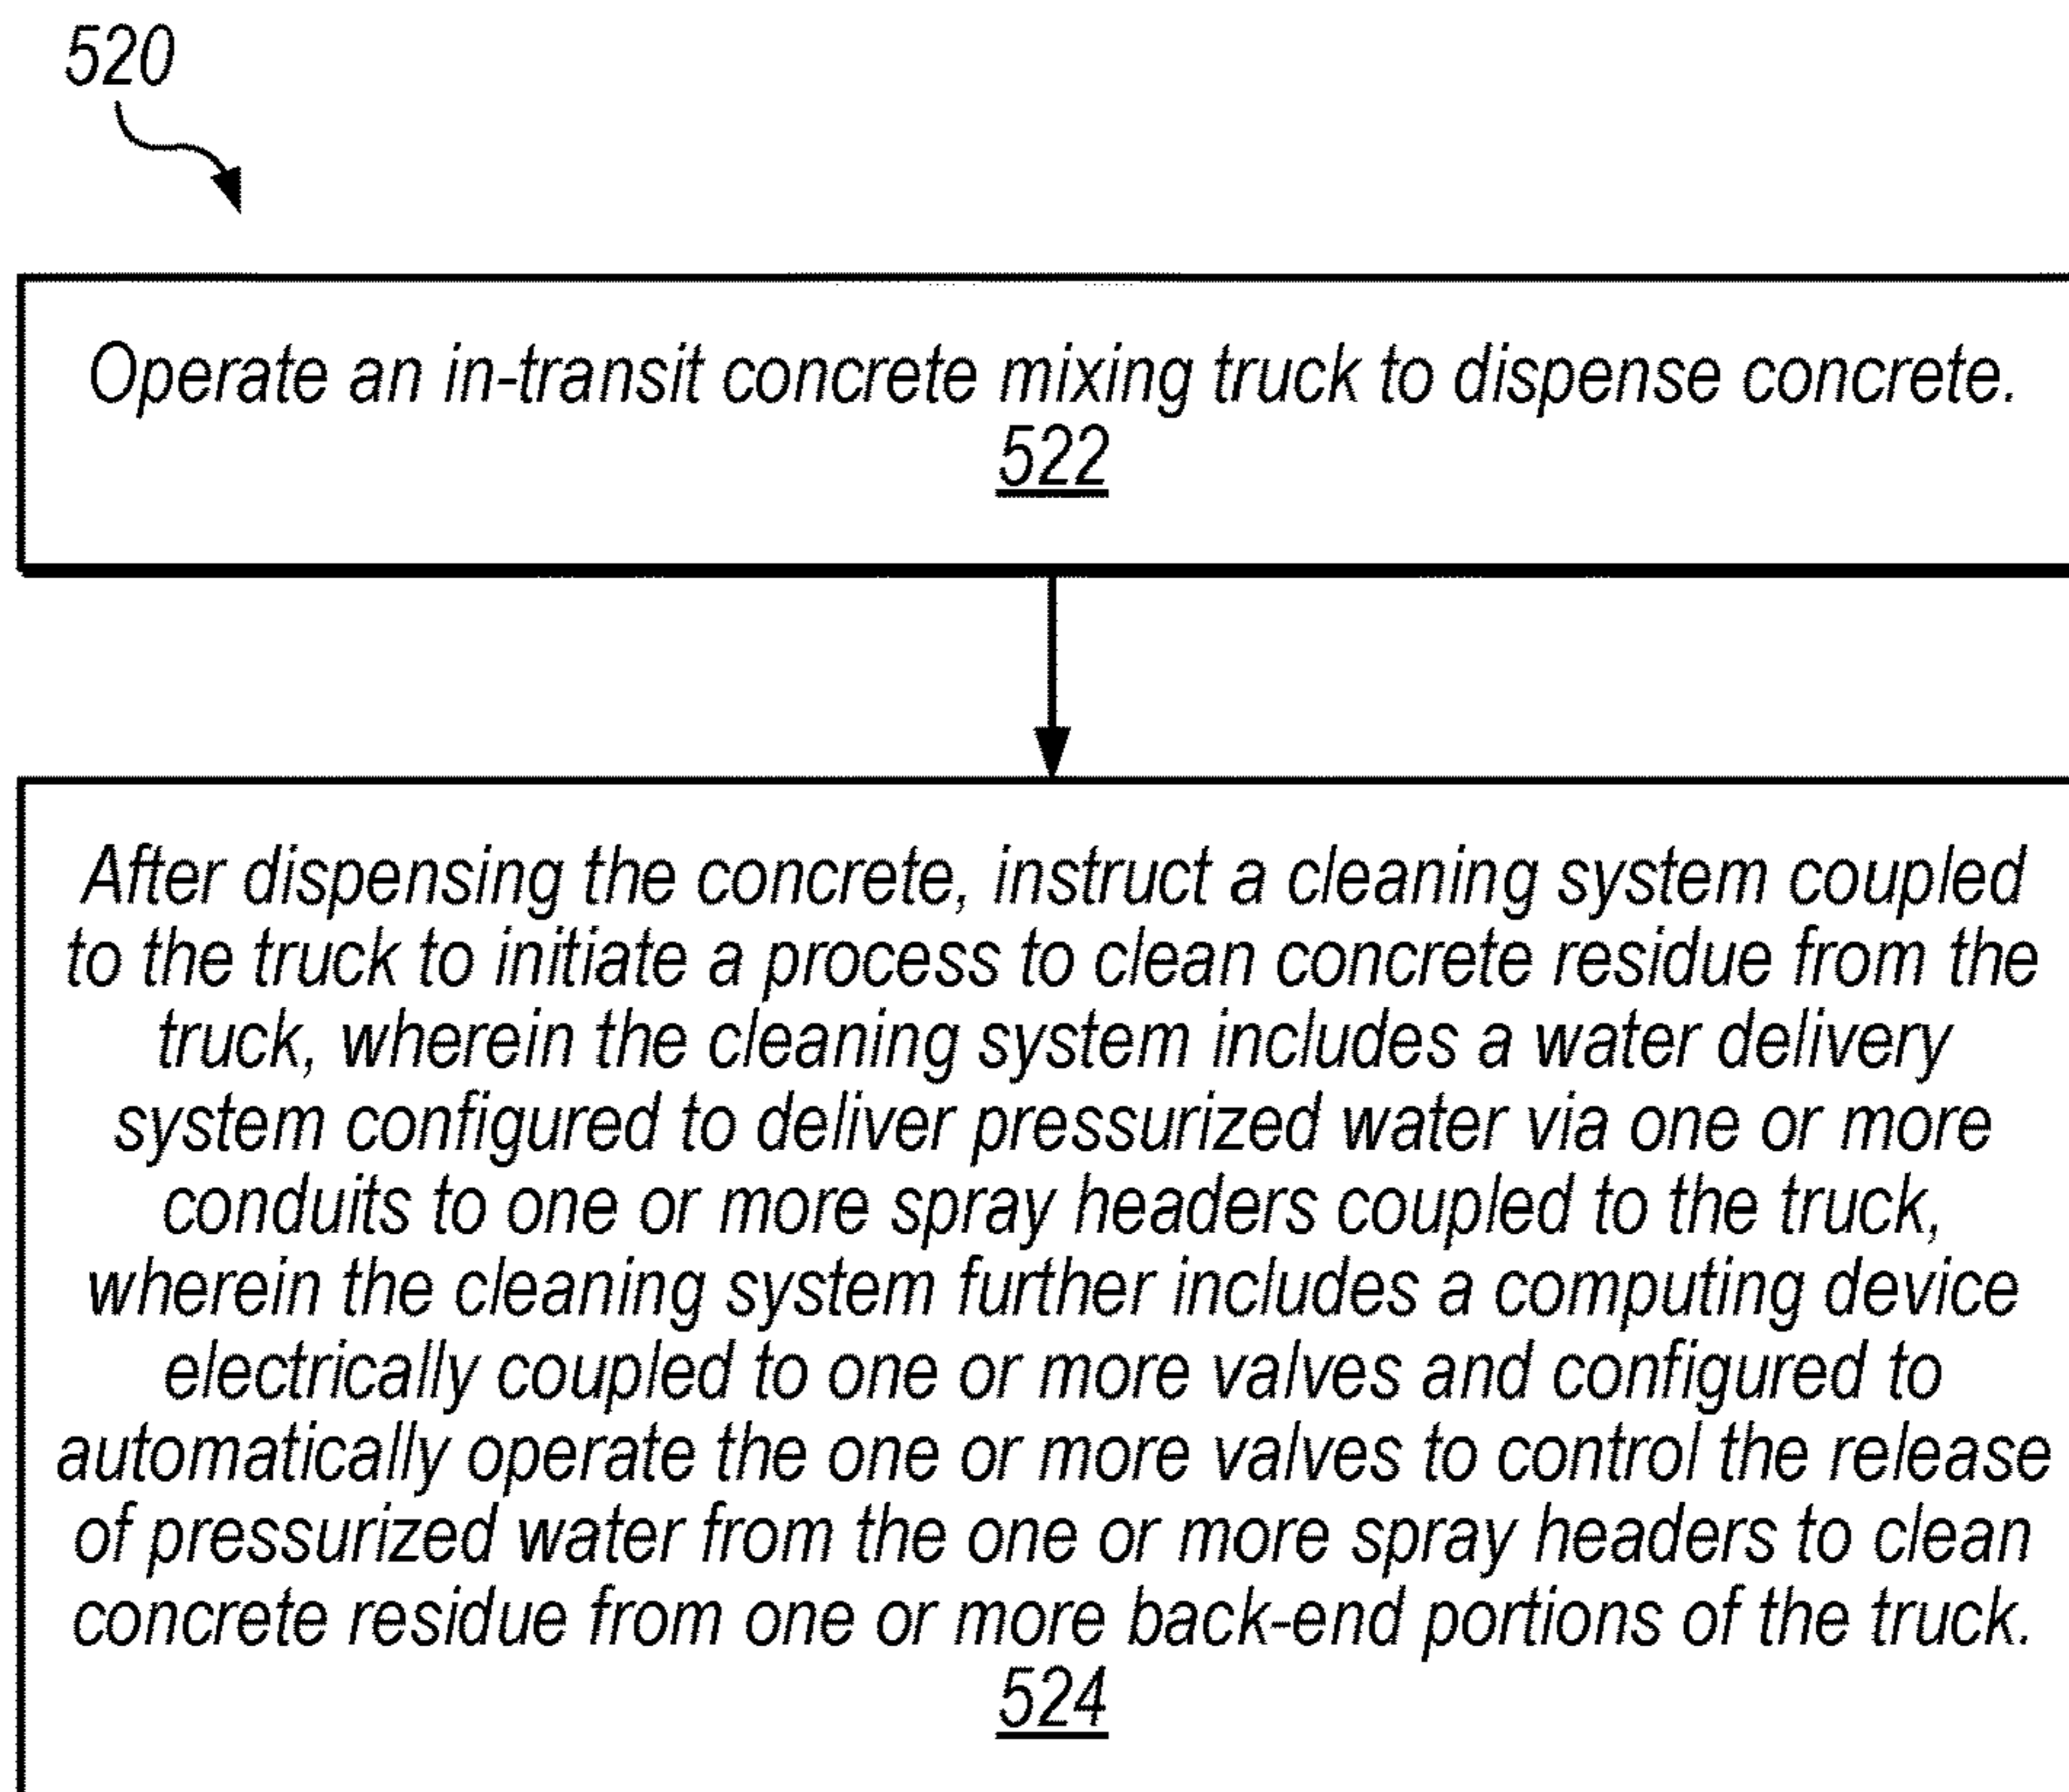 520
Operate an in-transit concrete mixing truck to dispense concrete.
522
After dispensing the concrete, instruct a cleaning system coupled
to the truck to initiate a process to clean concrete residue from the
truck, wherein the cleaning system includes a water delivery
system configured to deliver pressurized water via one or more
conduits to one or more spray headers coupled to the truck,
wherein the cleaning system further includes a computing device
electrically coupled to one or more valves and configured to
automatically operate the one or more valves to control the release
of pressurized water from the one or more spray headers to clean
concrete residue from one or more back-end portions of the truck.
524